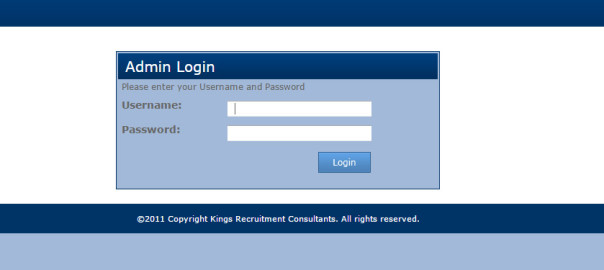 Admin Login
Please enter your Username and Password
Username:
Password:
Login
©2011 Copyright Kings Recruitment Consultants. All rights reserved.